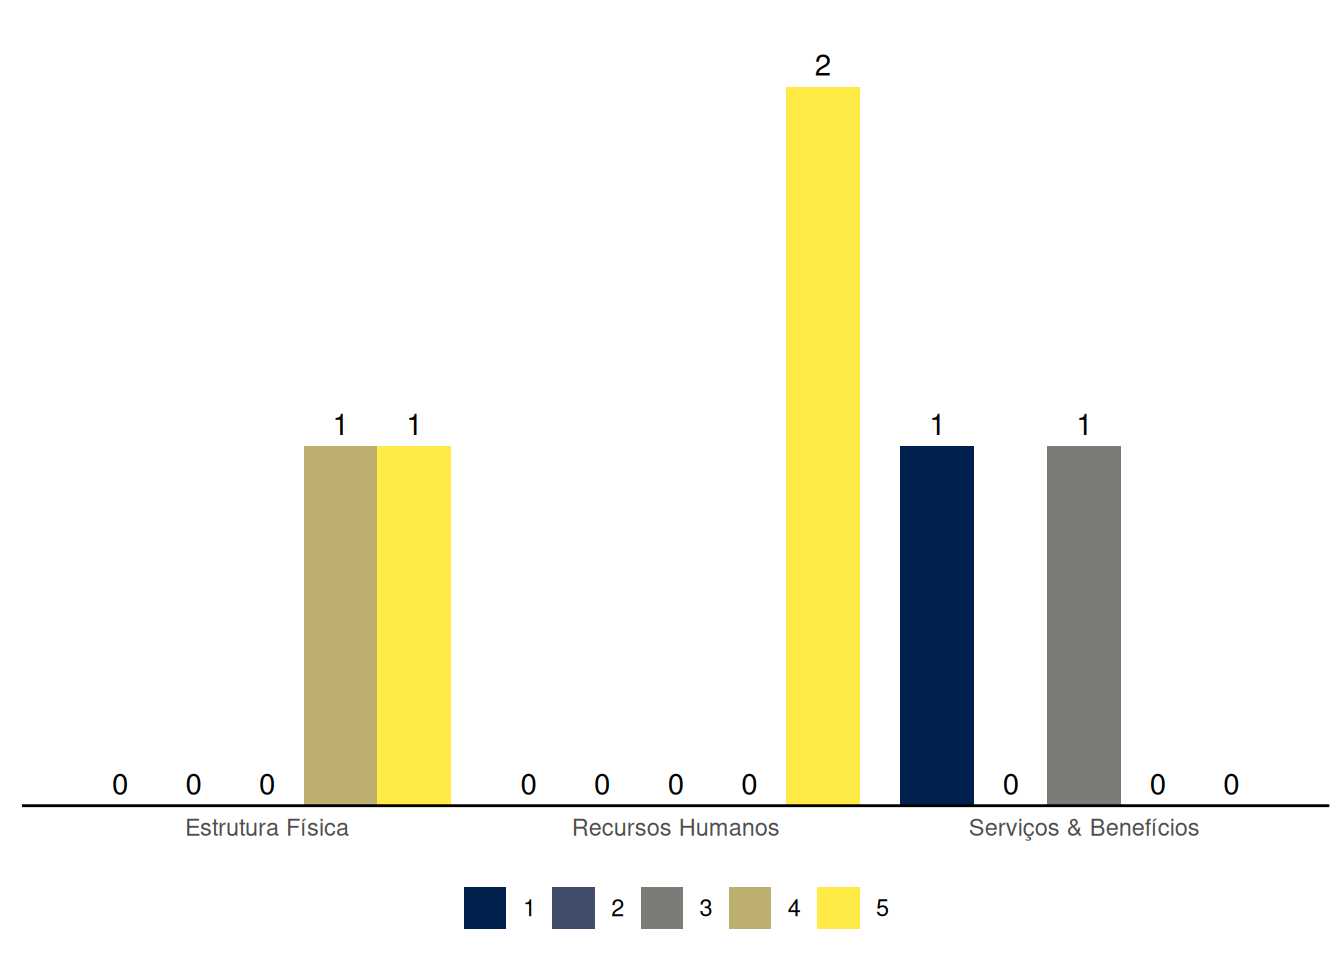 2
1 1 1 1
0 0 0 0 0 0 0 0 0 0
Estrutura Física Recursos Humanos Serviços & Benefícios
1 2 3 4 5